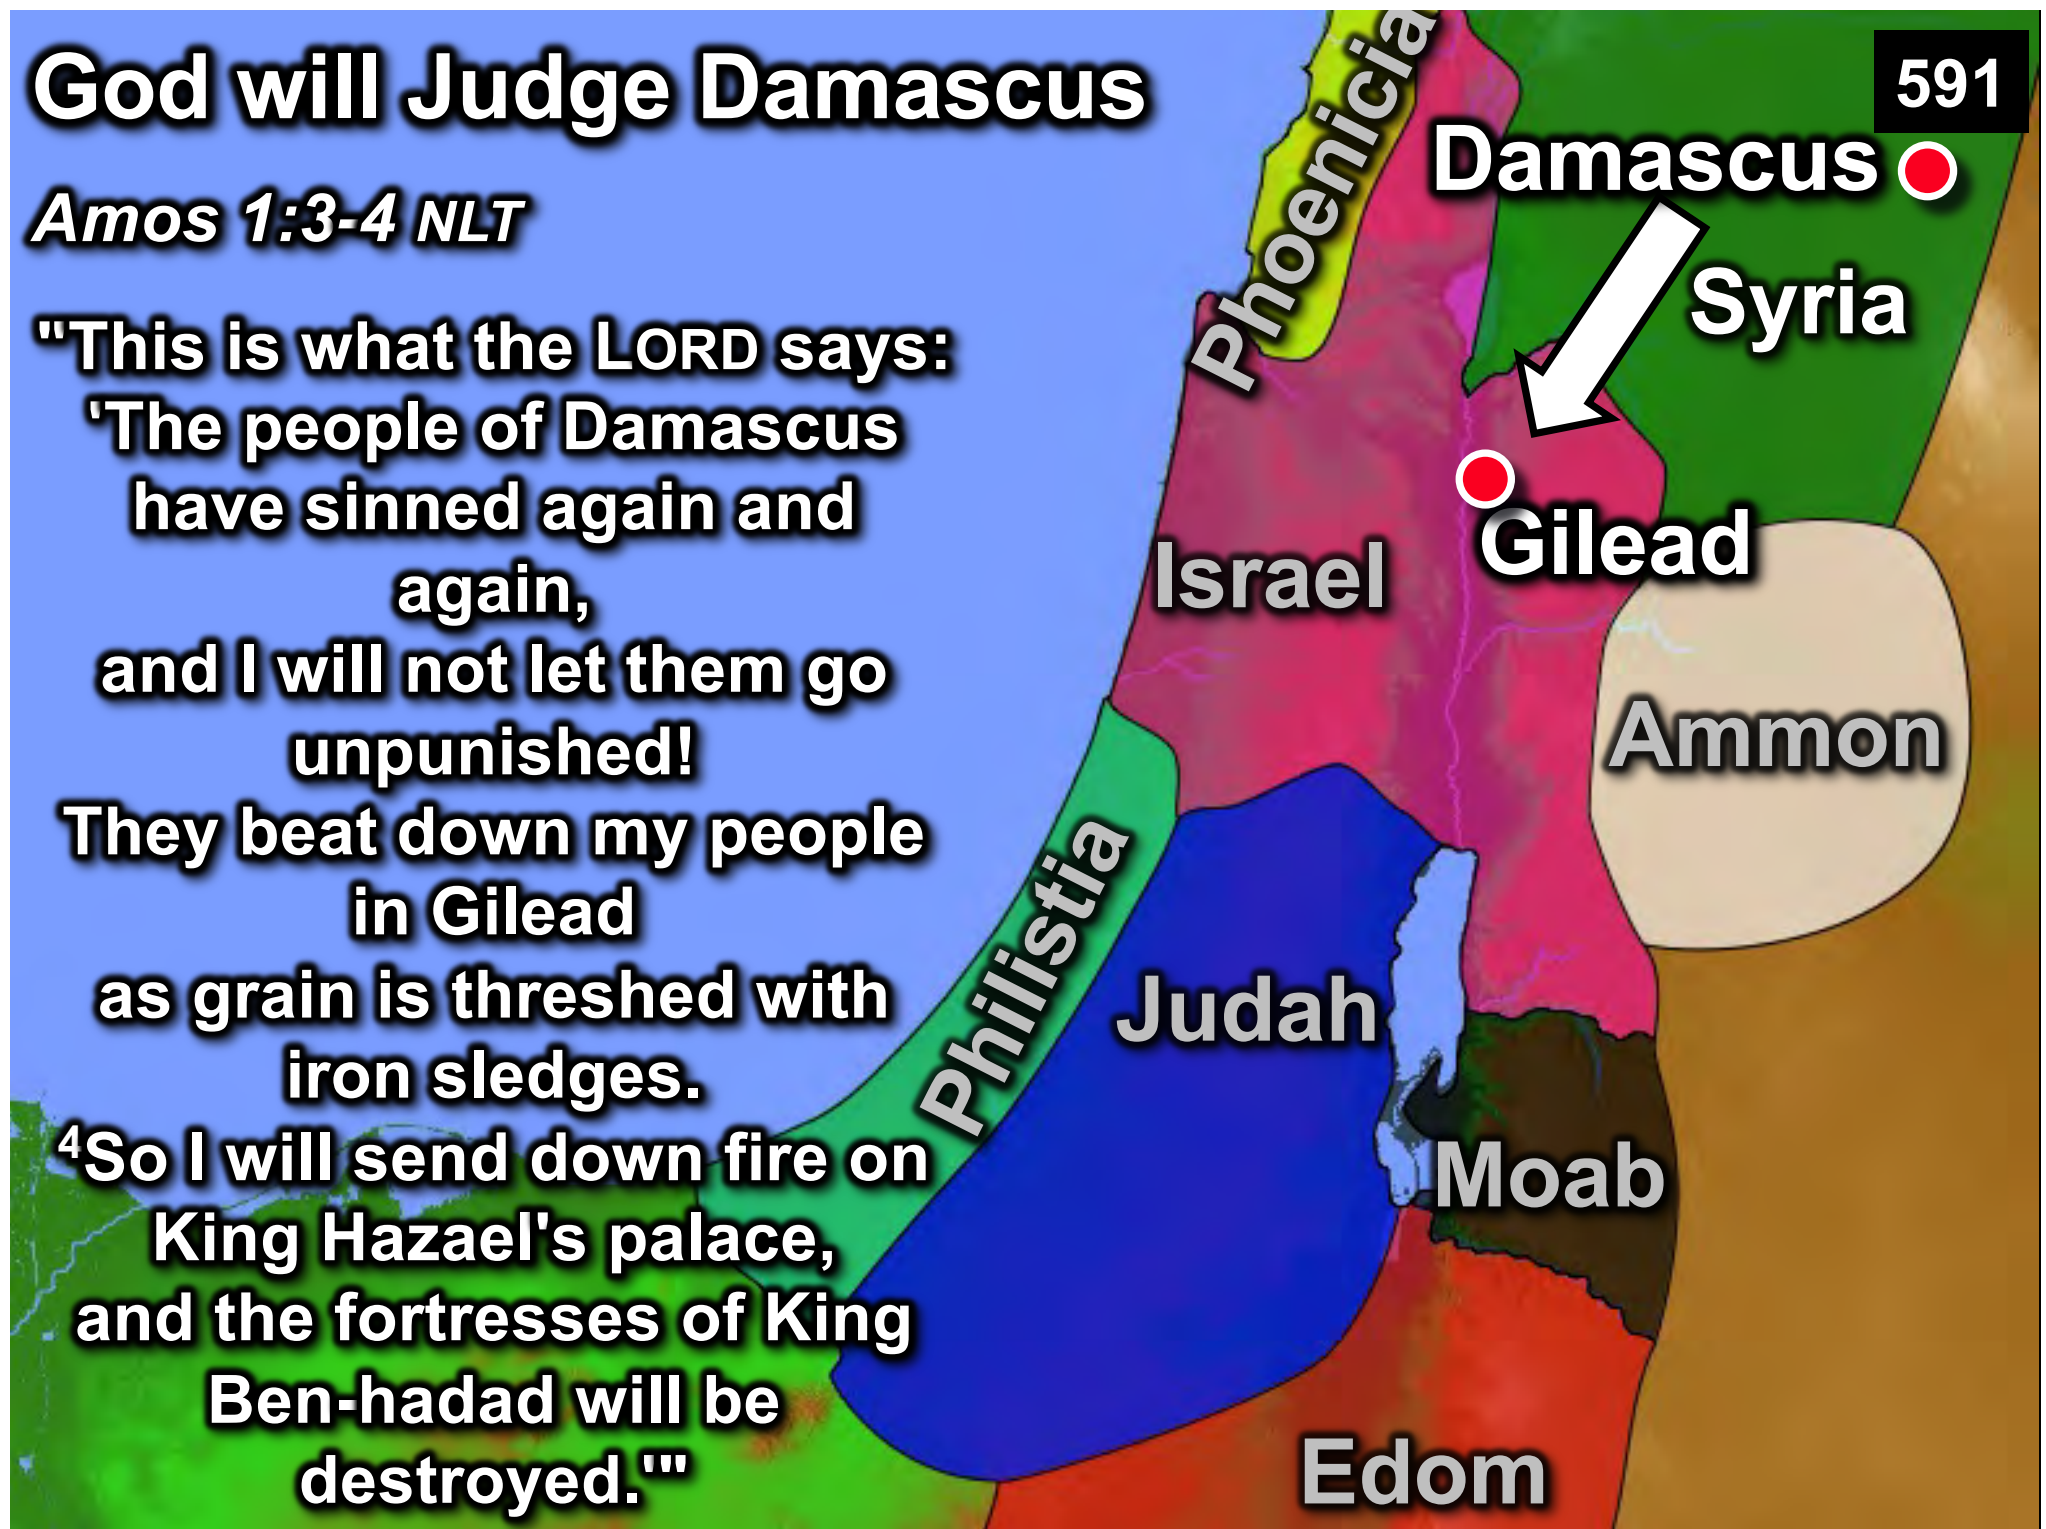 God will Judge Damascus
591
Amos 1:3-4 NLT
"This is what the LORD says:
'The people of Damascus
have sinned again and
again,
and I will not let them go
unpunished!
They beat down my people
in Gilead
as grain is threshed with
iron sledges.
4So I will send down fire on
King Hazael's palace,
and the fortresses of King
Ben-hadad will be
destroyed.'"
Phoenicia
Damascus
Syria
Gilead
Israel
Ammon
Philistia
Judah
Moab
Edom